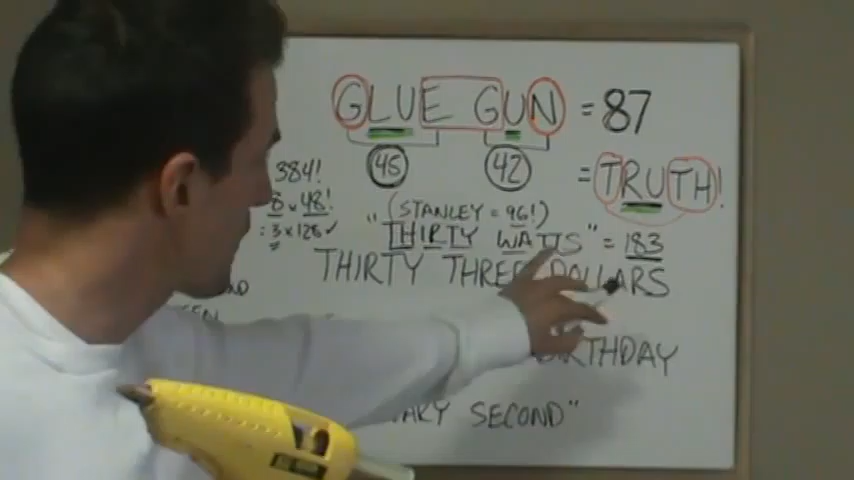 GLUE GUN = 87
45 42
= TRUTH!
384!
8 x 48!
(STANLEY = 96!)
: 3 x 128 ✓
"THIRTY WATTS" = 183
THIRTY THREE DOLLARS
BIRTHDAY
SECOND"